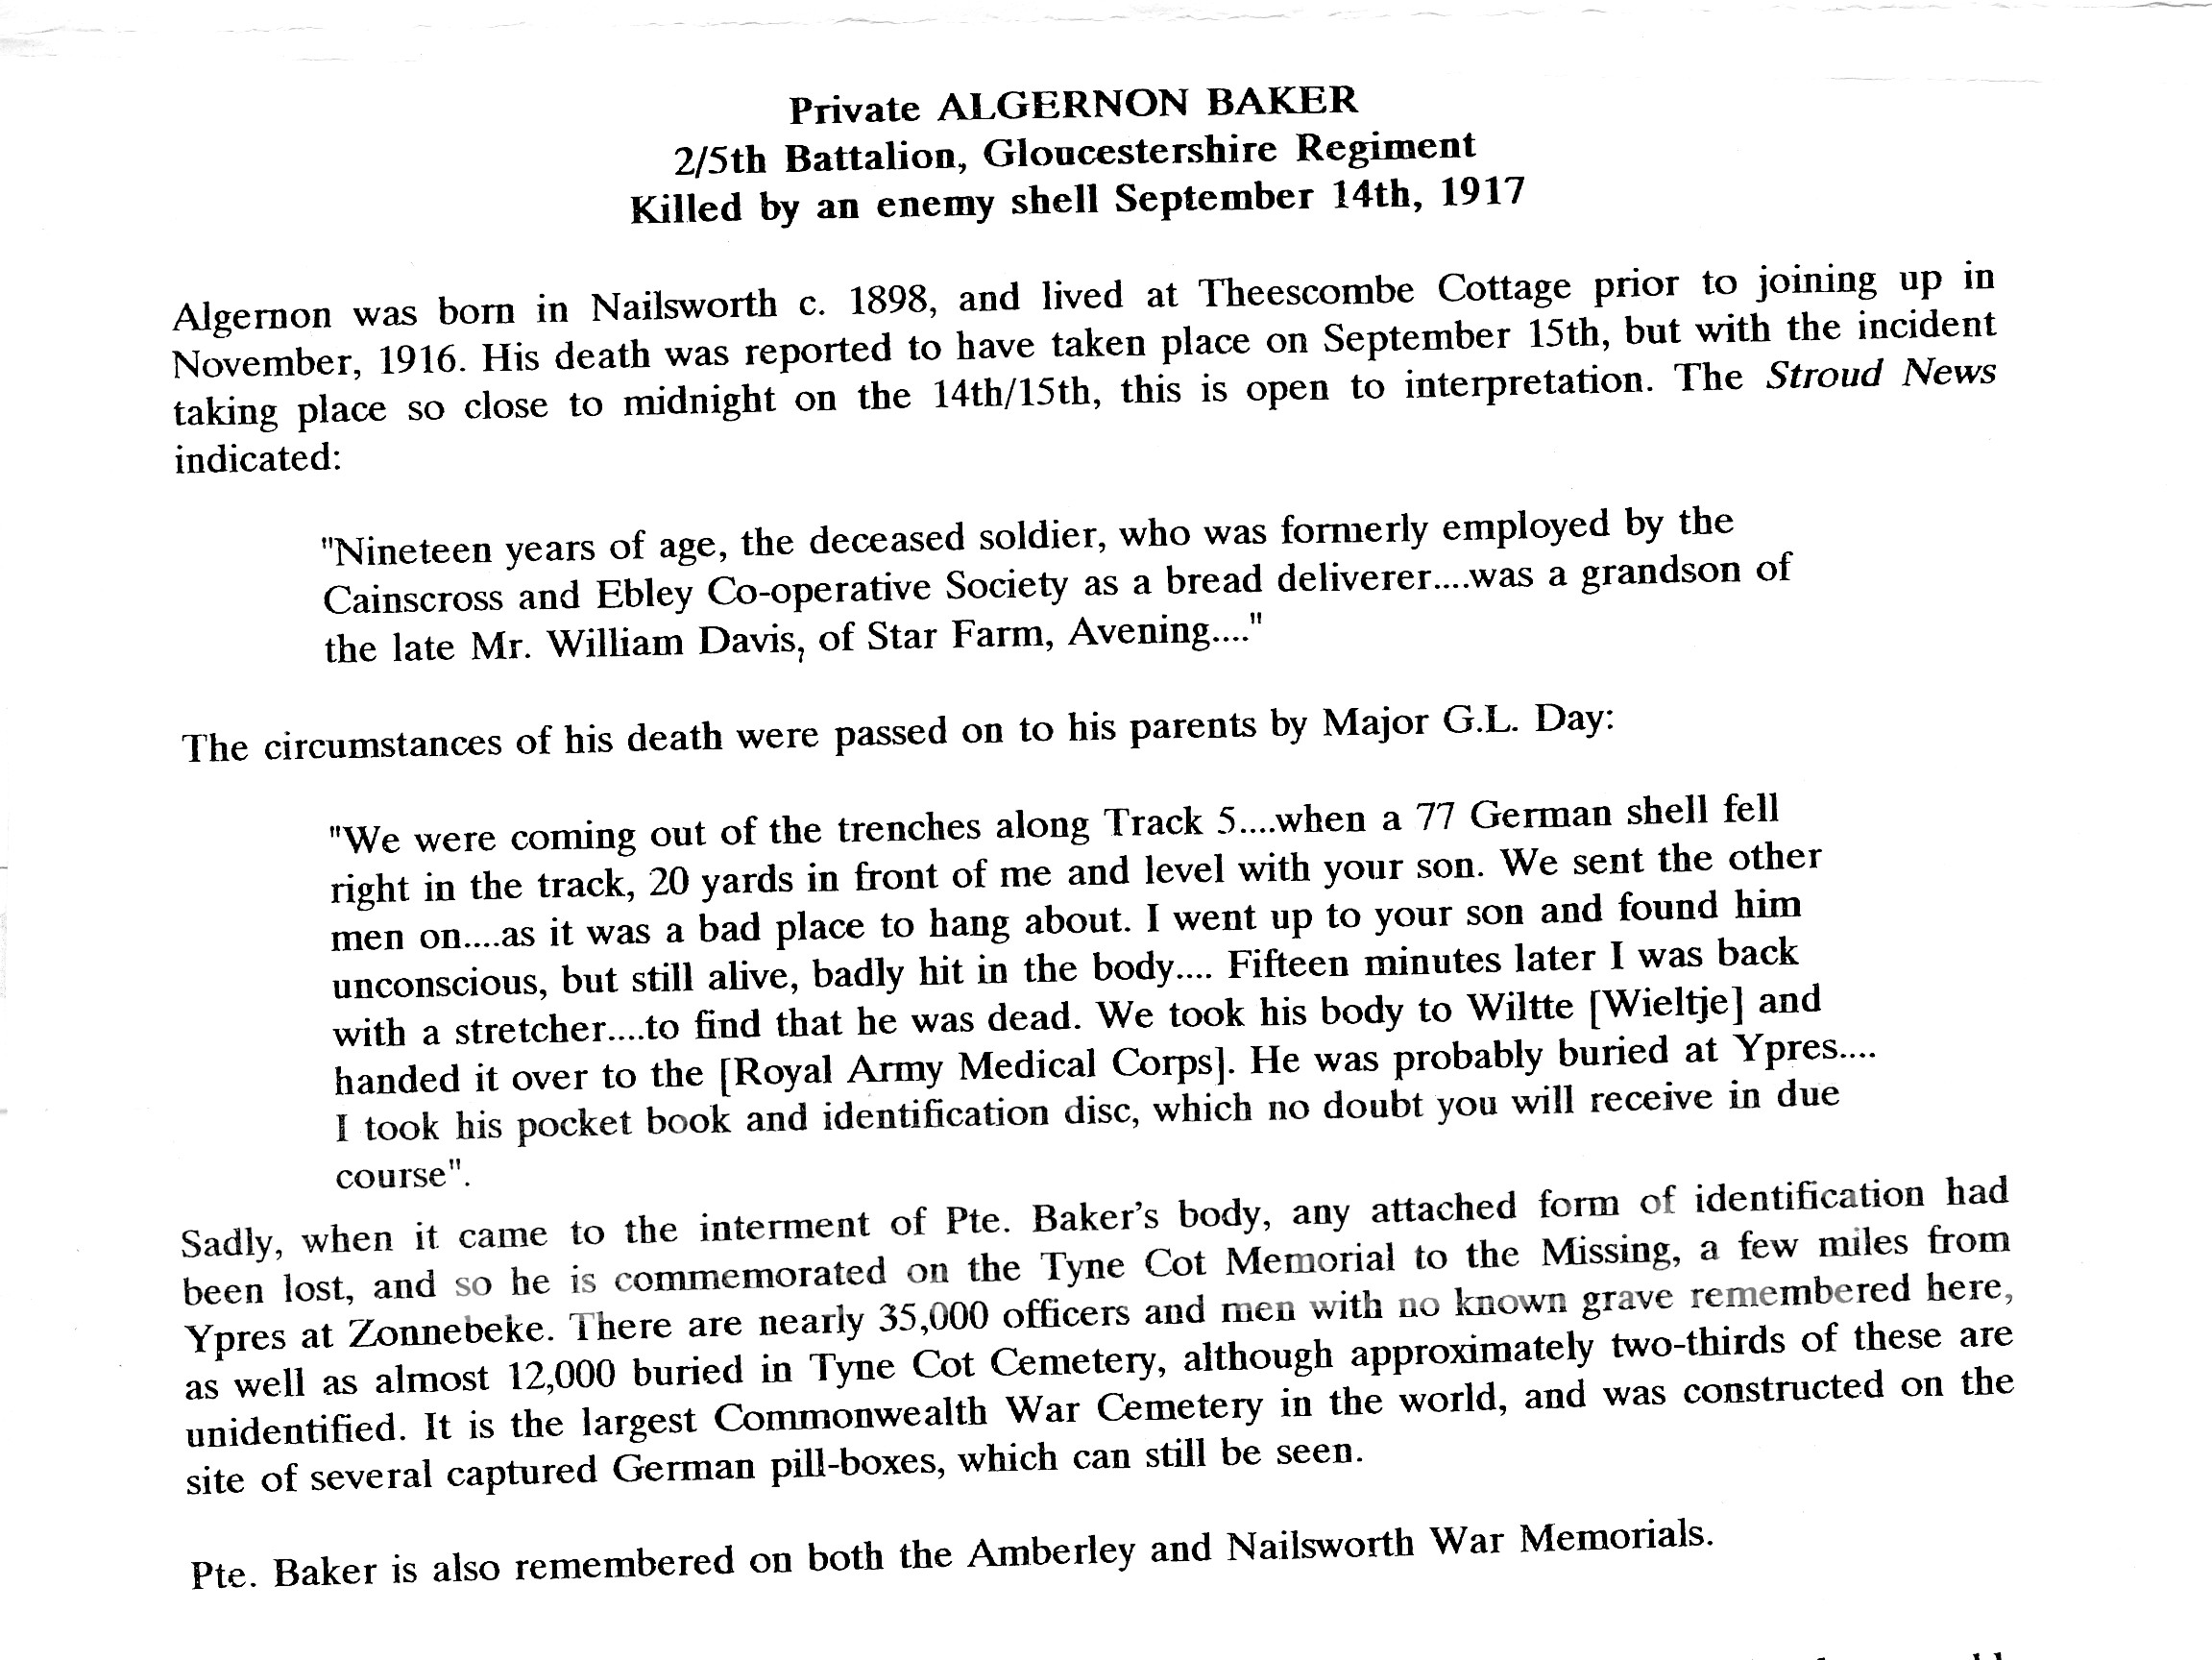 Private ALGERNON BAKER
2/5th Battalion, Gloucestershire Regiment
Killed by an enemy shell September 14th, 1917
Algernon was born in Nailsworth c. 1898, and lived at Theescombe Cottage prior to joining up in
November, 1916. His death was reported to have taken place on September 15th, but with the incident
taking place so close to midnight on the 14th/15th, this is open to interpretation. The Stroud News
indicated:
"Nineteen years of age, the deceased soldier, who was formerly employed by the
Cainscross and Ebley Co-operative Society as a bread deliverer....was a grandson of
the late Mr. William Davis, of Star Farm, Avening...."
The circumstances of his death were passed on to his parents by Major G.L. Day:
"We were coming out of the trenches along Track 5....when a 77 German shell fell
right in the track, 20 yards in front of me and level with your son. We sent the other
men on....as it was a bad place to hang about. I went up to your son and found him
unconscious, but still alive, badly hit in the body.... Fifteen minutes later I was back
with a stretcher....to find that he was dead. We took his body to Wiltte [Wieltje] and
handed it over to the [Royal Army Medical Corps]. He was probably buried at Ypres....
I took his pocket book and identification disc, which no doubt you will receive in due
course".
Sadly, when it came to the interment of Pte. Baker's body, any attached form of identification had
been lost, and so he is commemorated on the Tyne Cot Memorial to the Missing, a few miles from
Ypres at Zonnebeke. There are nearly 35,000 officers and men with no known grave remembered here,
as well as almost 12,000 buried in Tyne Cot Cemetery, although approximately two-thirds of these are
unidentified. It is the largest Commonwealth War Cemetery in the world, and was constructed on the
site of several captured German pill-boxes, which can still be seen.
Pte. Baker is also remembered on both the Amberley and Nailsworth War Memorials.